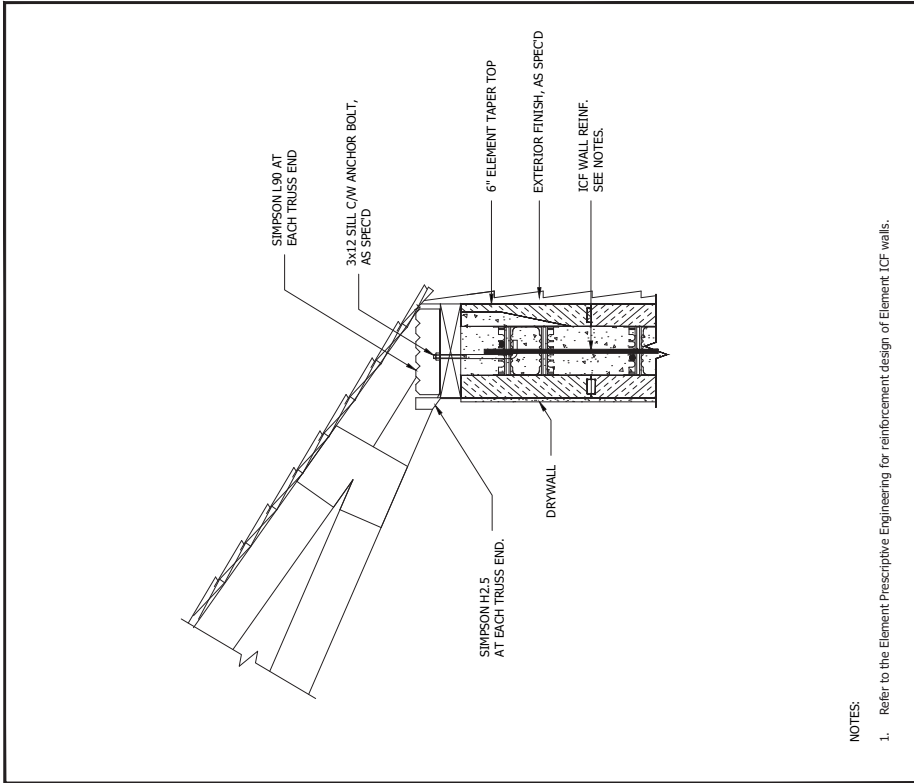 SIMPSON L90 AT
EACH TRUSS END
3x12 SILL C/W ANCHOR BOLT,
AS SPEC'D
6" ELEMENT TAPER TOP
EXTERIOR FINISH, AS SPEC'D
ICF WALL REINF.
SEE NOTES.
SIMPSON H2.5
AT EACH TRUSS END.
DRYWALL
NOTES:
1. Refer to the Element Prescriptive Engineering for reinforcement design of Element ICF walls.